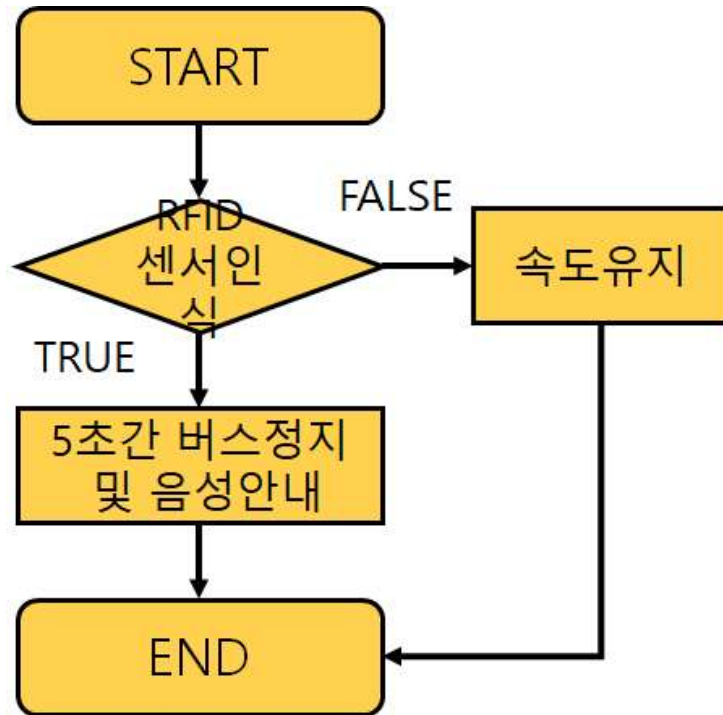 START
RFID
센서인
식
FALSE
속도유지
TRUE
5초간 버스정지
및 음성안내
END